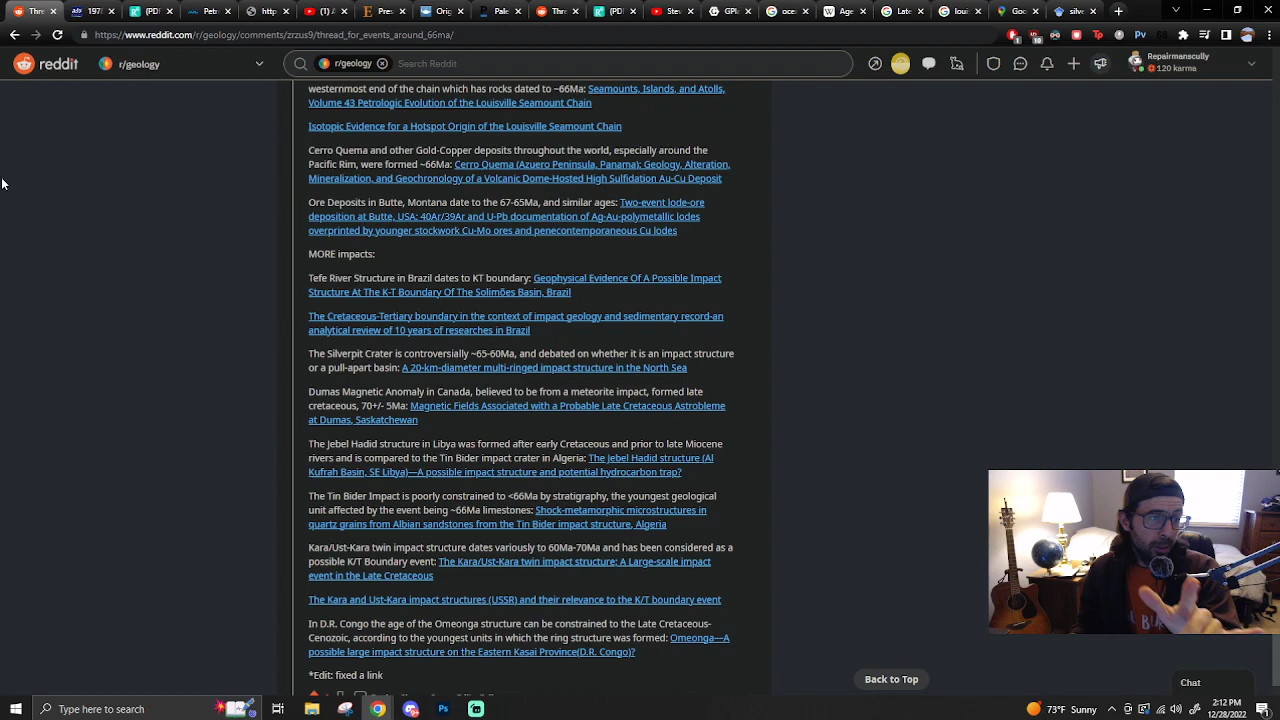 Thre
197
(PD
Petr
http
A
Pres
Orig
Pale
Thre
(PD
Stev
GPl
oce
Age
Late
loui
Goo
silve
https://www.reddit.com/r/geology/comments/zrzus9/thread_for_events_around_66ma/
reddit
r/geology
r/geology
Search Reddit
Repairmanscully
120 karma
westernmost end of the chain which has rocks dated to ~66Ma: Seamounts, Islands, and Atolls,
Volume 43 Petrologic Evolution of the Louisville Seamount Chain
Isotopic Evidence for a Hotspot Origin of the Louisville Seamount Chain
Cerro Quema and other Gold-Copper deposits throughout the world, especially around the
Pacific Rim, were formed ~66Ma: Cerro Quema (Azuero Peninsula, Panama): Geology, Alteration,
Mineralization, and Geochronology of a Volcanic Dome-Hosted High Sulfidation Au-Cu Deposit
Ore Deposits in Butte, Montana date to the 67-65Ma, and similar ages: Two-event lode-ore
deposition at Butte, USA: 40Ar/39Ar and U-Pb documentation of Ag-Au-polymetallic lodes
overprinted by younger stockwork Cu-Mo ores and penecontemporaneous Cu lodes
MORE impacts:
Tefe River Structure in Brazil dates to KT boundary: Geophysical Evidence Of A Possible Impact
Structure At The K-T Boundary Of The Solimões Basin, Brazil
The Cretaceous-Tertiary boundary in the context of impact geology and sedimentary record-an
analytical review of 10 years of researches in Brazil
The Silverpit Crater is controversially ~65-60Ma, and debated on whether it is an impact structure
or a pull-apart basin: A 20-km-diameter multi-ringed impact structure in the North Sea
Dumas Magnetic Anomaly in Canada, believed to be from a meteorite impact, formed late
cretaceous, 70+/- 5Ma: Magnetic Fields Associated with a Probable Late Cretaceous Astrobleme
at Dumas, Saskatchewan
The Jebel Hadid structure in Libya was formed after early Cretaceous and prior to late Miocene
rivers and is compared to the Tin Bider impact crater in Algeria: The Jebel Hadid structure (Al
Kufrah Basin, SE Libya)—A possible impact structure and potential hydrocarbon trap?
The Tin Bider Impact is poorly constrained to <66Ma by stratigraphy, the youngest geological
unit affected by the event being ~66Ma limestones: Shock-metamorphic microstructures in
quartz grains from Albian sandstones from the Tin Bider impact structure, Algeria
Kara/Ust-Kara twin impact structure dates variously to 60Ma-70Ma and has been considered as a
possible K/T Boundary event: The Kara/Ust-Kara twin impact structure; A Large-scale impact
event in the Late Cretaceous
The Kara and Ust-Kara impact structures (USSR) and their relevance to the K/T boundary event
In D.R. Congo the age of the Omeonga structure can be constrained to the Late Cretaceous-
Cenozoic, according to the youngest units in which the ring structure was formed: Omeonga—A
possible large impact structure on the Eastern Kasai Province(D.R. Congo)?
*Edit: fixed a link
Back to Top
Chat
Type here to search
73°F Sunny
2:12 PM
12/28/2022